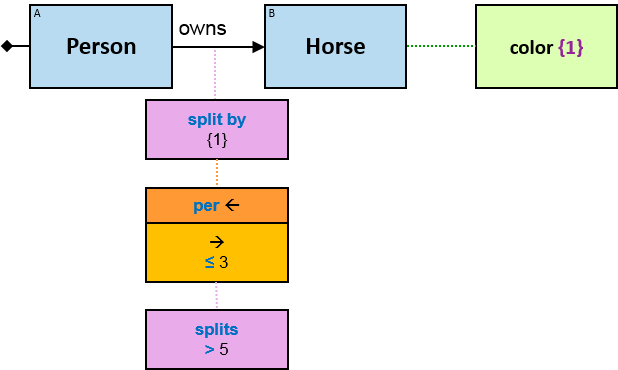 A
Person
owns
B
Horse
color {1}
split by
{1}
per ←
→
≤ 3
splits
> 5